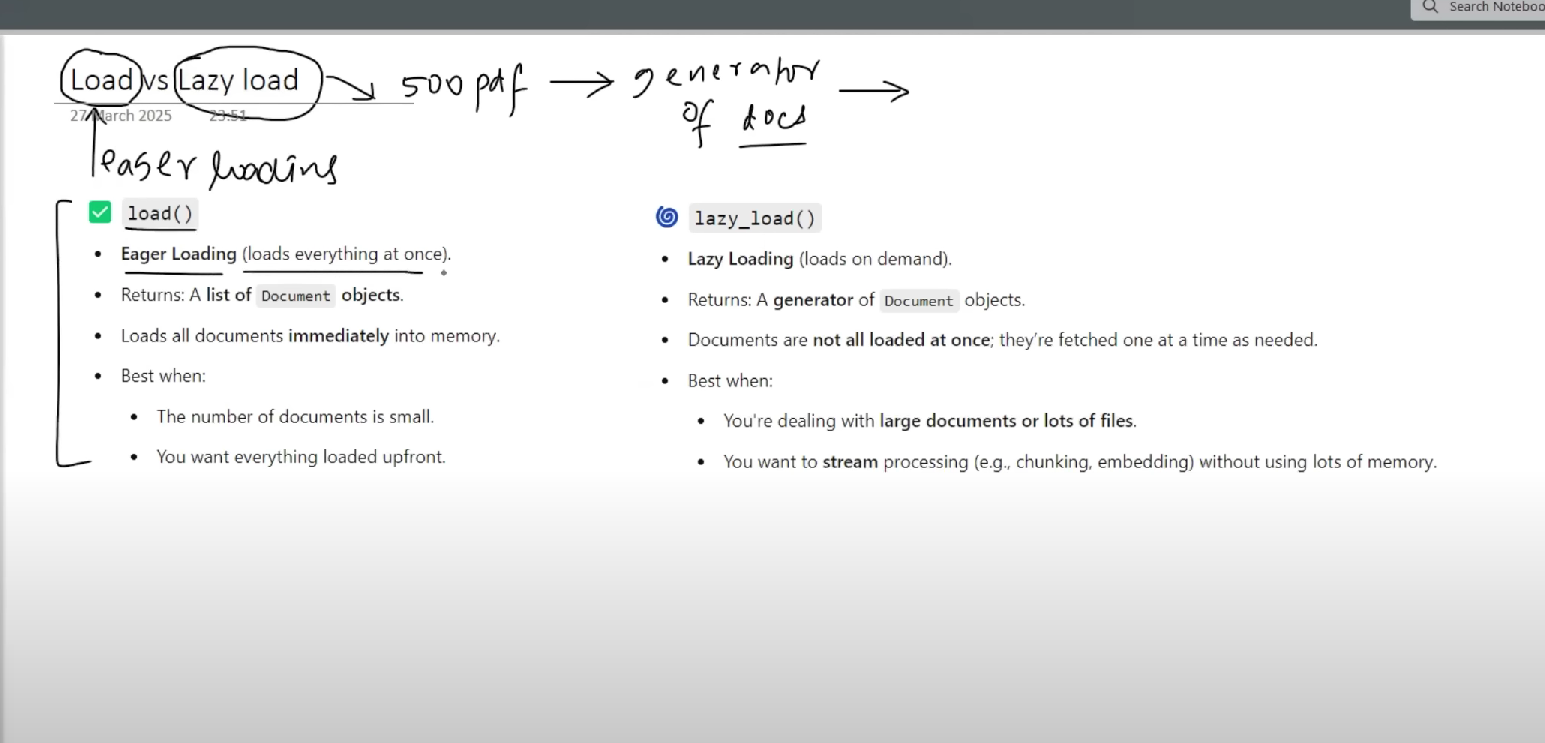 Search Noteboo
Load vs Lazy load → 500 pdf → generator →
of docs
27 March 2025 23:51
eager loading
load()
• Eager Loading (loads everything at once).
• Returns: A list of Document objects.
• Loads all documents immediately into memory.
• Best when:
• The number of documents is small.
• You want everything loaded upfront.
lazy_load()
• Lazy Loading (loads on demand).
• Returns: A generator of Document objects.
• Documents are not all loaded at once; they're fetched one at a time as needed.
• Best when:
• You're dealing with large documents or lots of files.
• You want to stream processing (e.g., chunking, embedding) without using lots of memory.